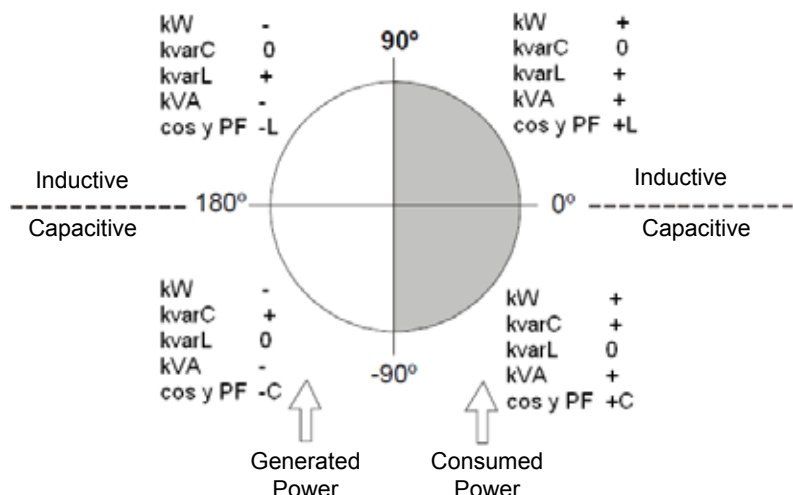 kW -
kvarC 0
kvarL +
kVA -
cos y PF -L
90º
kW +
kvarC 0
kvarL +
kVA +
cos y PF +L
Inductive
180º
0º
Inductive
Capacitive
Capacitive
kW -
kvarC +
kvarL 0
kVA -
cos y PF -C
-90º
kW +
kvarC +
kvarL 0
kVA +
cos y PF +C
Generated
Power
Consumed
Power